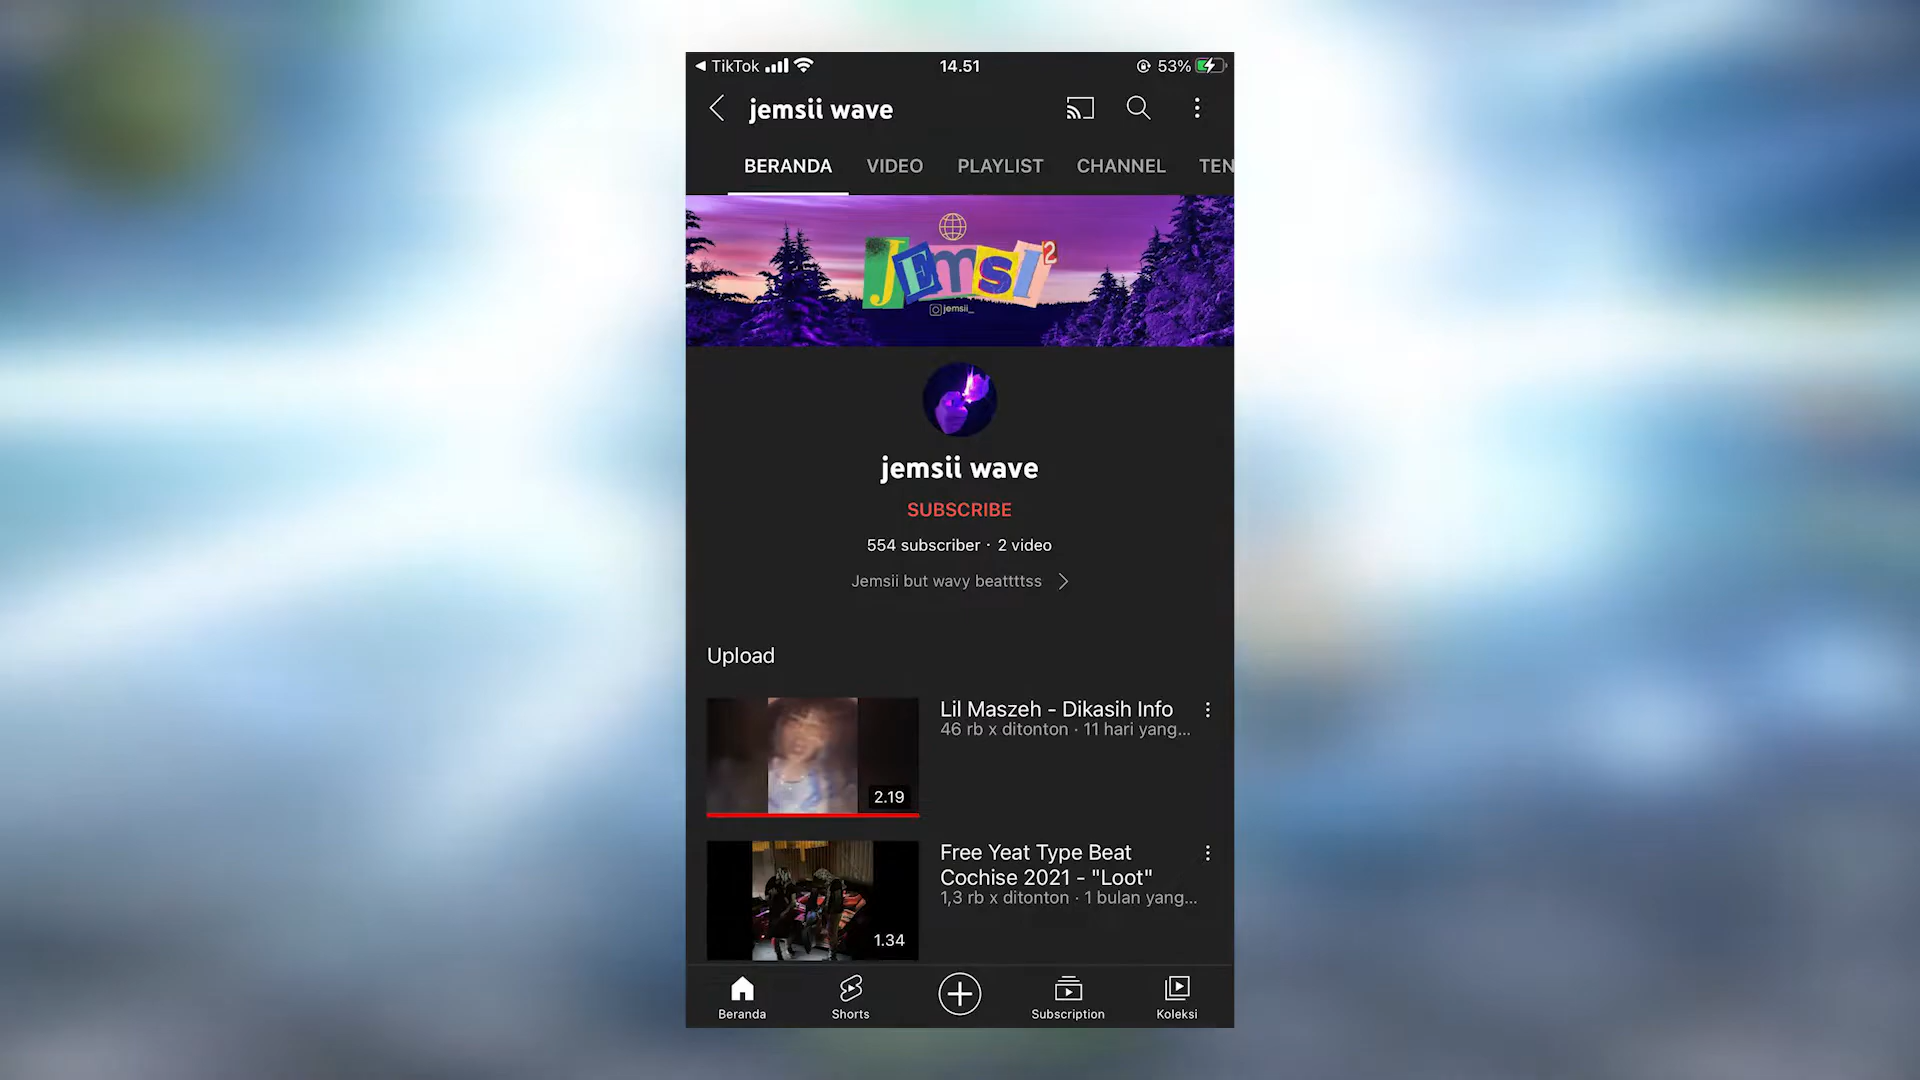 TikTok
14.51
53%
jemsii wave
BERANDA VIDEO PLAYLIST CHANNEL TEN
JEmSI2
jemsii_
jemsii wave
SUBSCRIBE
554 subscriber · 2 video
Jemsii but wavy beattttss
Upload
Lil Maszeh - Dikasih Info
46 rb x ditonton · 11 hari yang...
2.19
Free Yeat Type Beat
Cochise 2021 - "Loot"
1,3 rb x ditonton · 1 bulan yang...
1.34
Beranda Shorts Subscription Koleksi